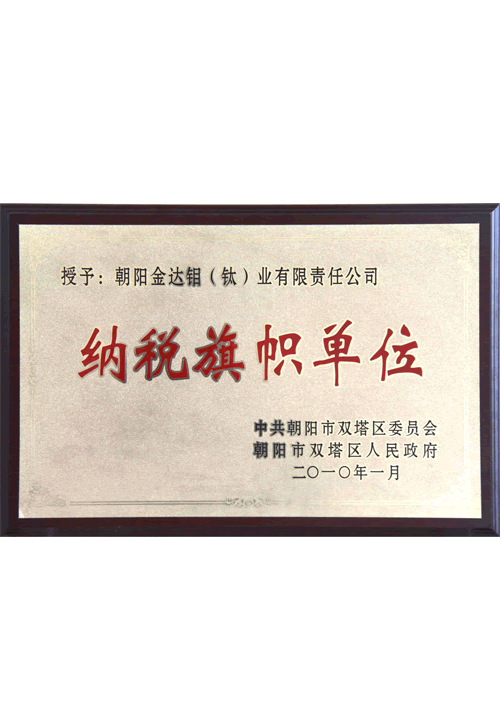 授予：朝阳金达钼（钛）业有限责任公司
纳税旗帜单位
中共朝阳市双塔区委员会
朝阳市双塔区人民政府
二〇一〇年一月